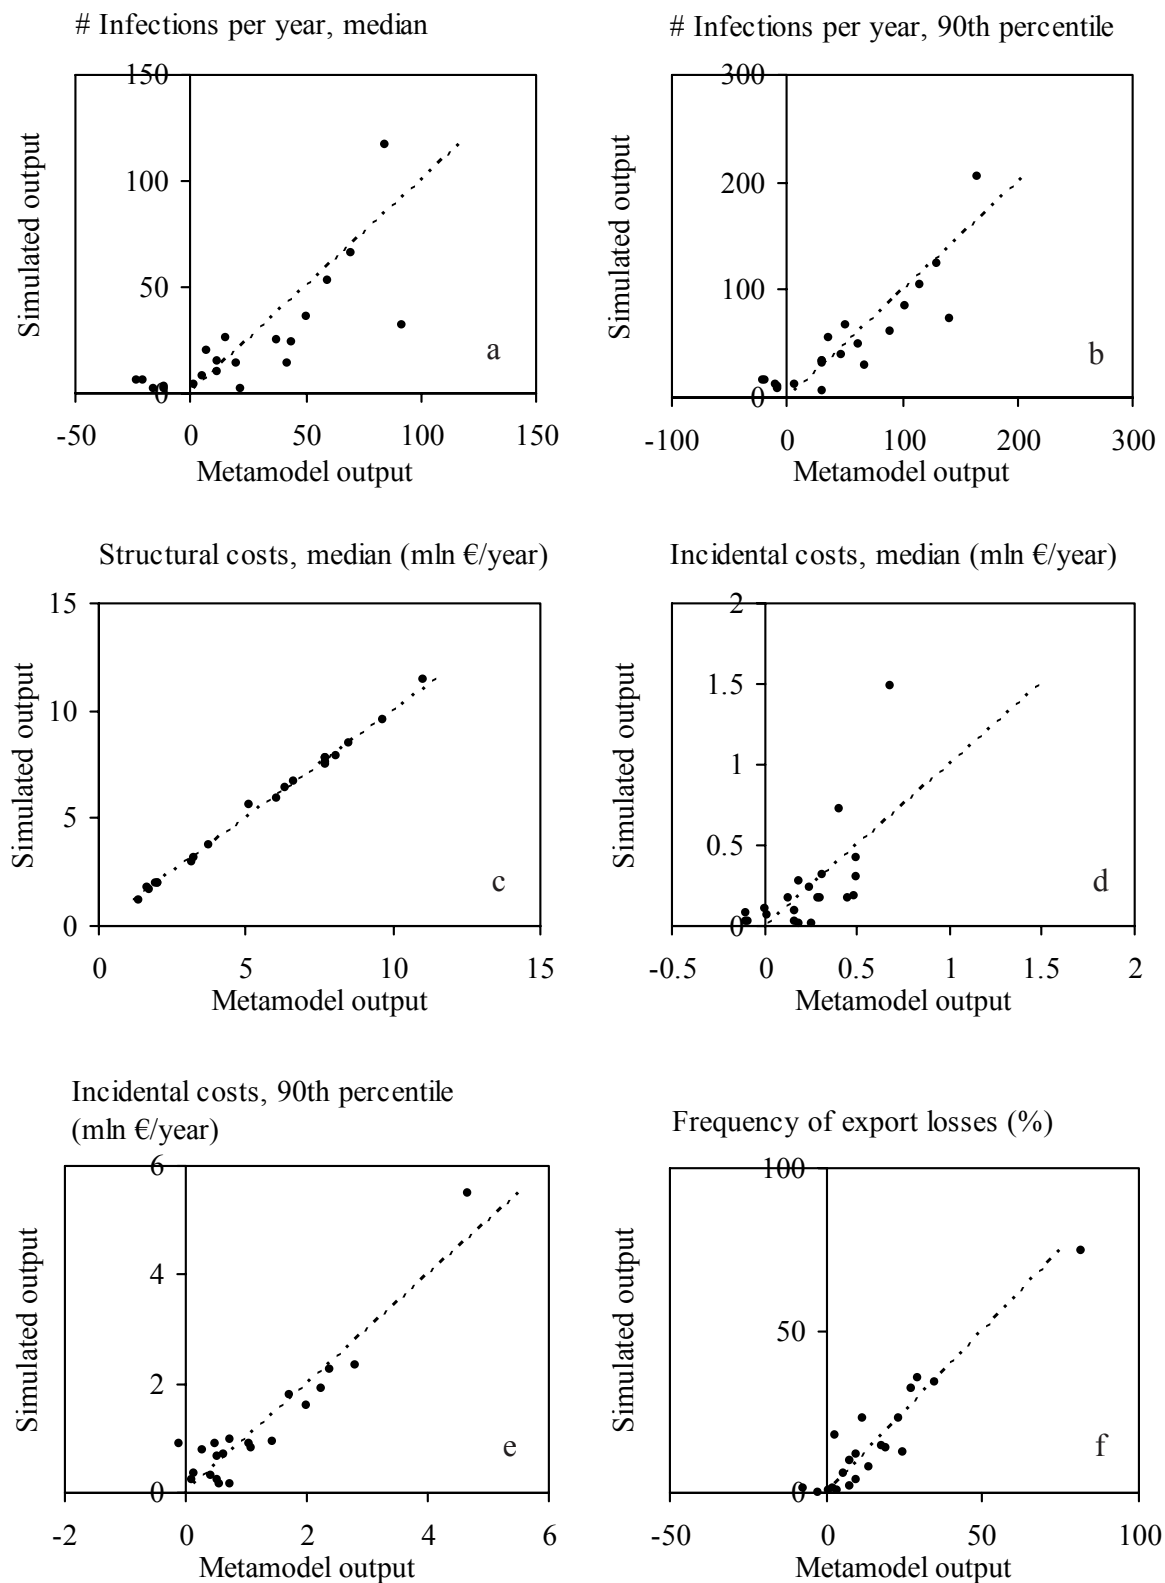 # Infections per year, median
150
100
50
0
-50 0 50 100 150
Simulated output
Metamodel output
a
# Infections per year, 90th percentile
300
200
100
0
-100 0 100 200 300
Simulated output
Metamodel output
b
Structural costs, median (mln €/year)
15
10
5
0
0 5 10 15
Simulated output
Metamodel output
c
Incidental costs, median (mln €/year)
2
1.5
1
0.5
0
-0.5 0 0.5 1 1.5 2
Simulated output
Metamodel output
d
Incidental costs, 90th percentile
(mln €/year)
6
4
2
0
-2 0 2 4 6
Simulated output
Metamodel output
e
Frequency of export losses (%)
100
50
0
-50 0 50 100
Simulated output
Metamodel output
f